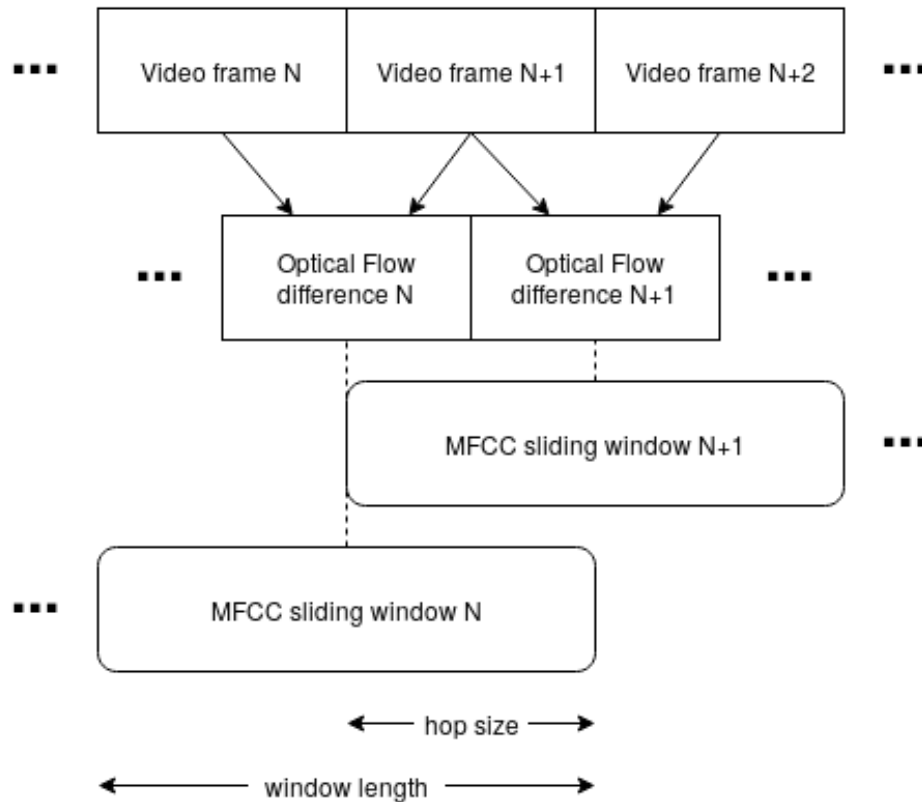 Video frame N
Video frame N+1
Video frame N+2
Optical Flow
difference N
Optical Flow
difference N+1
MFCC sliding window N+1
MFCC sliding window N
hop size
window length